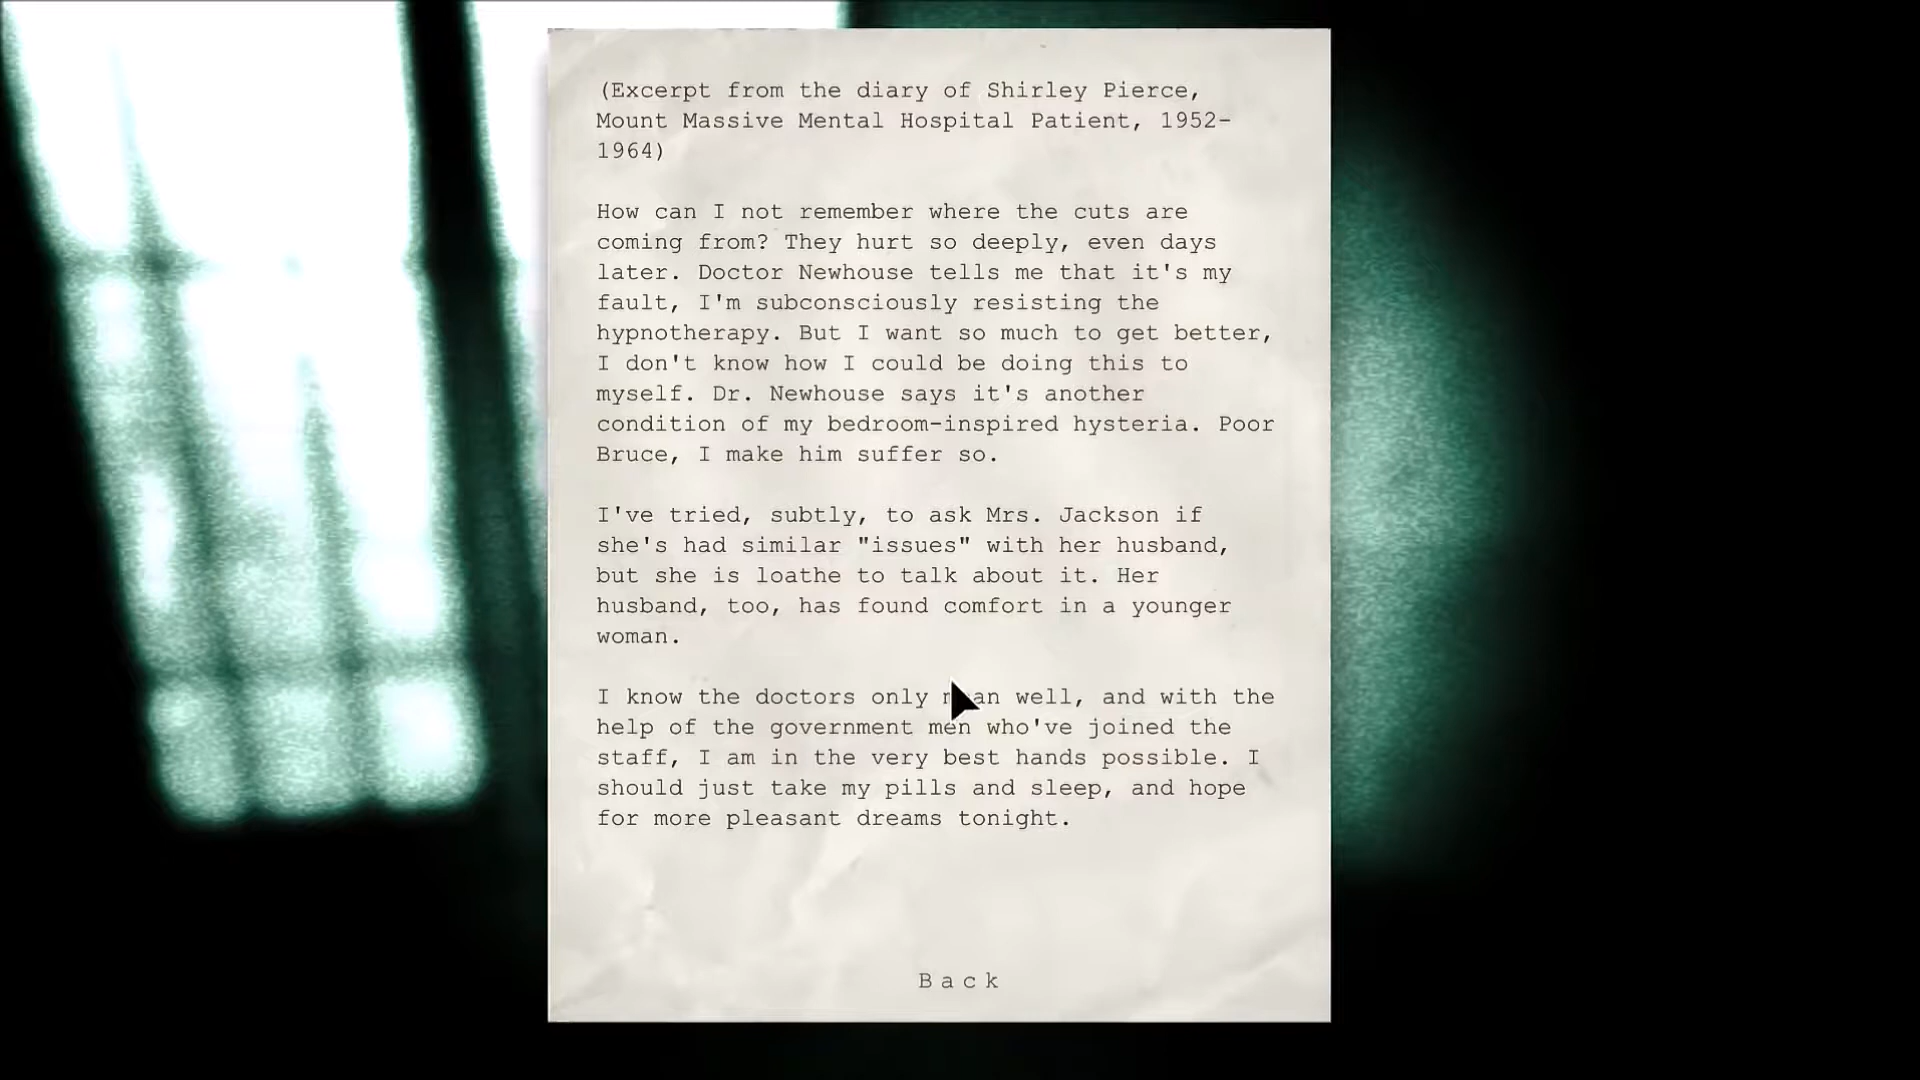 (Excerpt from the diary of Shirley Pierce,
Mount Massive Mental Hospital Patient, 1952-
1964)
How can I not remember where the cuts are
coming from? They hurt so deeply, even days
later. Doctor Newhouse tells me that it's my
fault, I'm subconsciously resisting the
hypnotherapy. But I want so much to get better,
I don't know how I could be doing this to
myself. Dr. Newhouse says it's another
condition of my bedroom-inspired hysteria. Poor
Bruce, I make him suffer so.
I've tried, subtly, to ask Mrs. Jackson if
she's had similar "issues" with her husband,
but she is loathe to talk about it. Her
husband, too, has found comfort in a younger
woman.
I know the doctors only mean well, and with the
help of the government men who've joined the
staff, I am in the very best hands possible. I
should just take my pills and sleep, and hope
for more pleasant dreams tonight.
Back